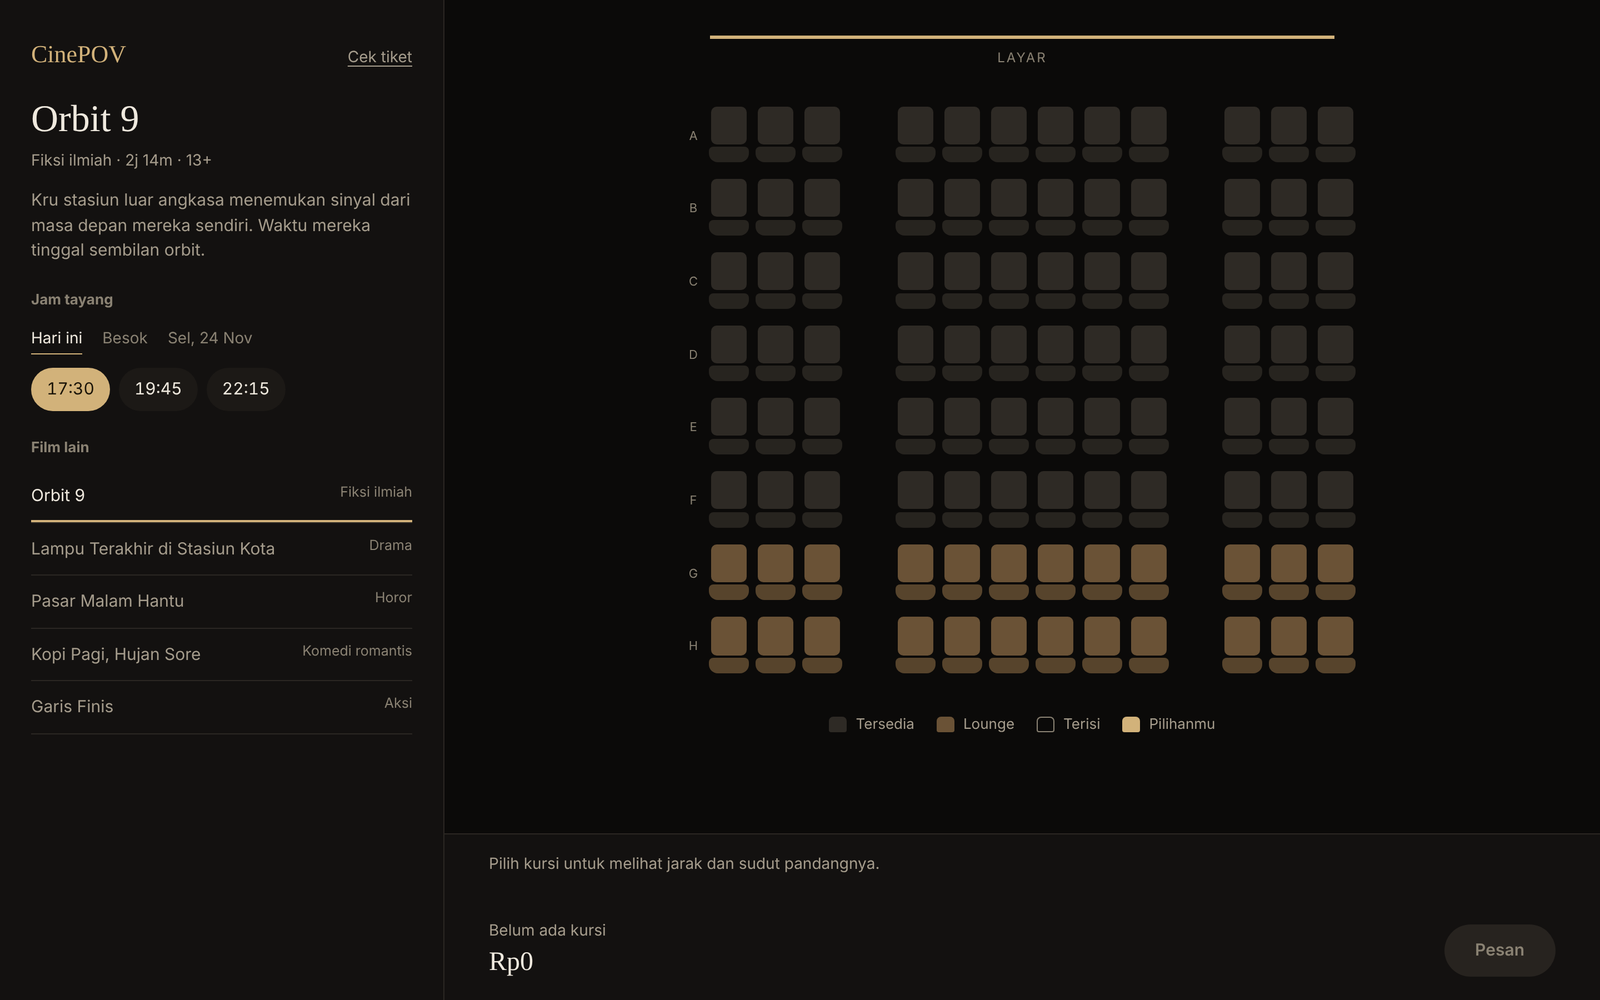 CinePOV
Cek tiket
Orbit 9
Fiksi ilmiah · 2j 14m · 13+
Kru stasiun luar angkasa menemukan sinyal dari
masa depan mereka sendiri. Waktu mereka
tinggal sembilan orbit.
Jam tayang
Hari ini
Besok
Sel, 24 Nov
17:30
19:45
22:15
Film lain
Orbit 9
Fiksi ilmiah
Lampu Terakhir di Stasiun Kota
Drama
Pasar Malam Hantu
Horor
Kopi Pagi, Hujan Sore
Komedi romantis
Garis Finis
Aksi
LAYAR
A
B
C
D
E
F
G
H
Tersedia
Lounge
Terisi
Pilihanmu
Pilih kursi untuk melihat jarak dan sudut pandangnya.
Belum ada kursi
Rp0
Pesan